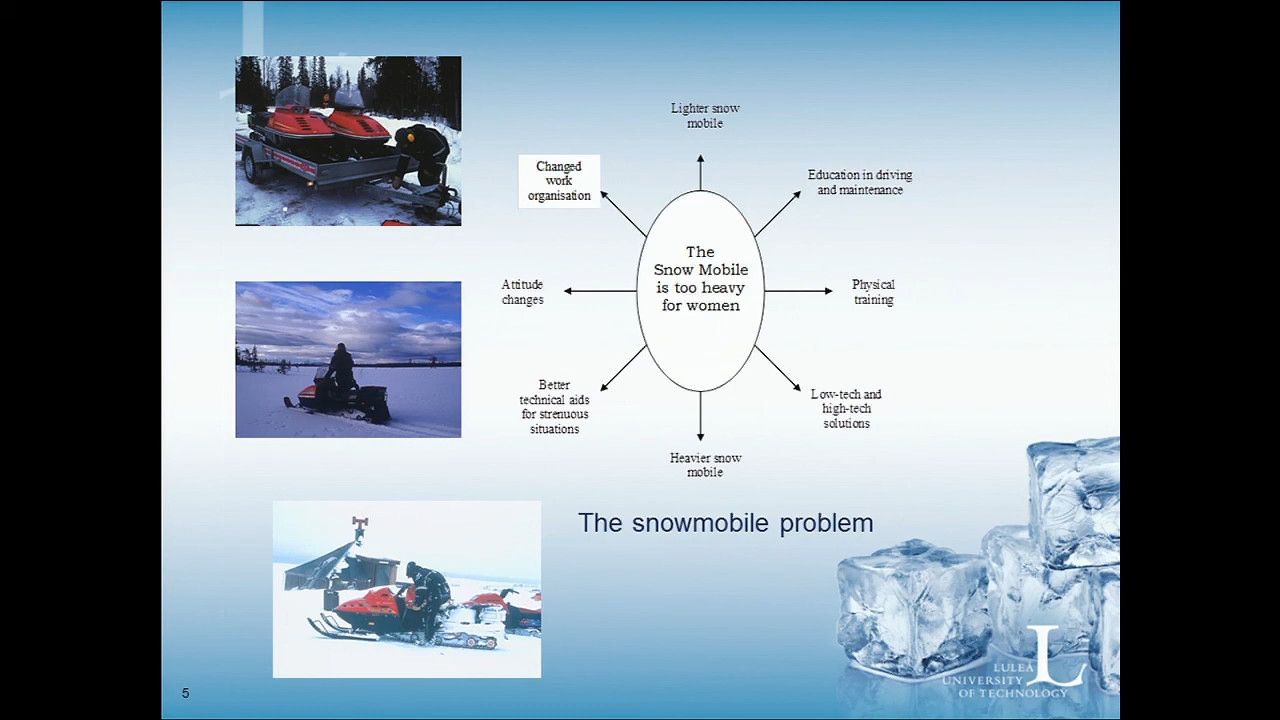 Lighter snow
mobile
Changed
work
organisation
Education in driving
and maintenance
The
Snow Mobile
is too heavy
for women
Attitude
changes
Physical
training
Better
technical aids
for strenuous
situations
Low-tech and
high-tech
solutions
Heavier snow
mobile
The snowmobile problem
5
LULEÅ
UNIVERSITY
OF TECHNOLOGY
L